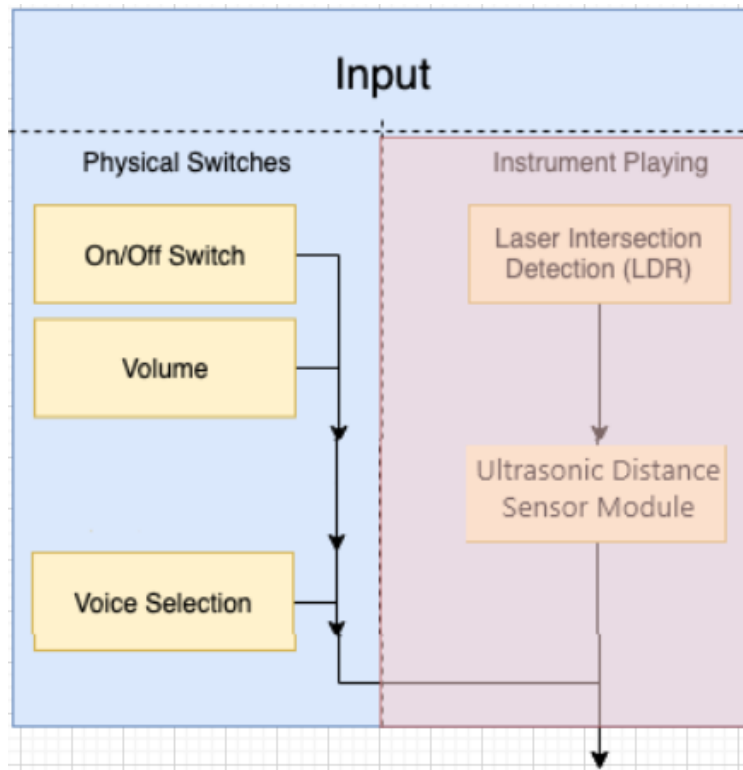 Input
Physical Switches
On/Off Switch
Volume
Voice Selection
Instrument Playing
Laser Intersection
Detection (LDR)
Ultrasonic Distance
Sensor Module